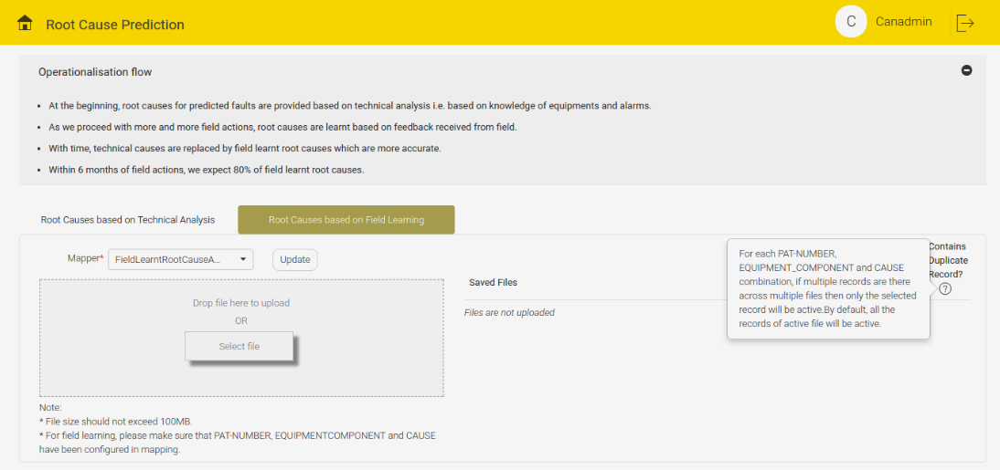 Root Cause Prediction
C
Canadmin
Operationalisation flow
At the beginning, root causes for predicted faults are provided based on technical analysis i.e. based on knowledge of equipments and alarms.
As we proceed with more and more field actions, root causes are learnt based on feedback received from field.
With time, technical causes are replaced by field learnt root causes which are more accurate.
Within 6 months of field actions, we expect 80% of field learnt root causes.
Root Causes based on Technical Analysis
Root Causes based on Field Learning
Mapper*
FieldLearntRootCauseA...
Update
Drop file here to upload
OR
Select file
Note:
* File size should not exceed 100MB.
* For field learning, please make sure that PAT-NUMBER, EQUIPMENTCOMPONENT and CAUSE
have been configured in mapping.
Saved Files
Files are not uploaded
For each PAT-NUMBER,
EQUIPMENT_COMPONENT and CAUSE
combination, if multiple records are there
across multiple files then only the selected
record will be active.By default, all the
records of active file will be active.
Contains
Duplicate
Record?
?